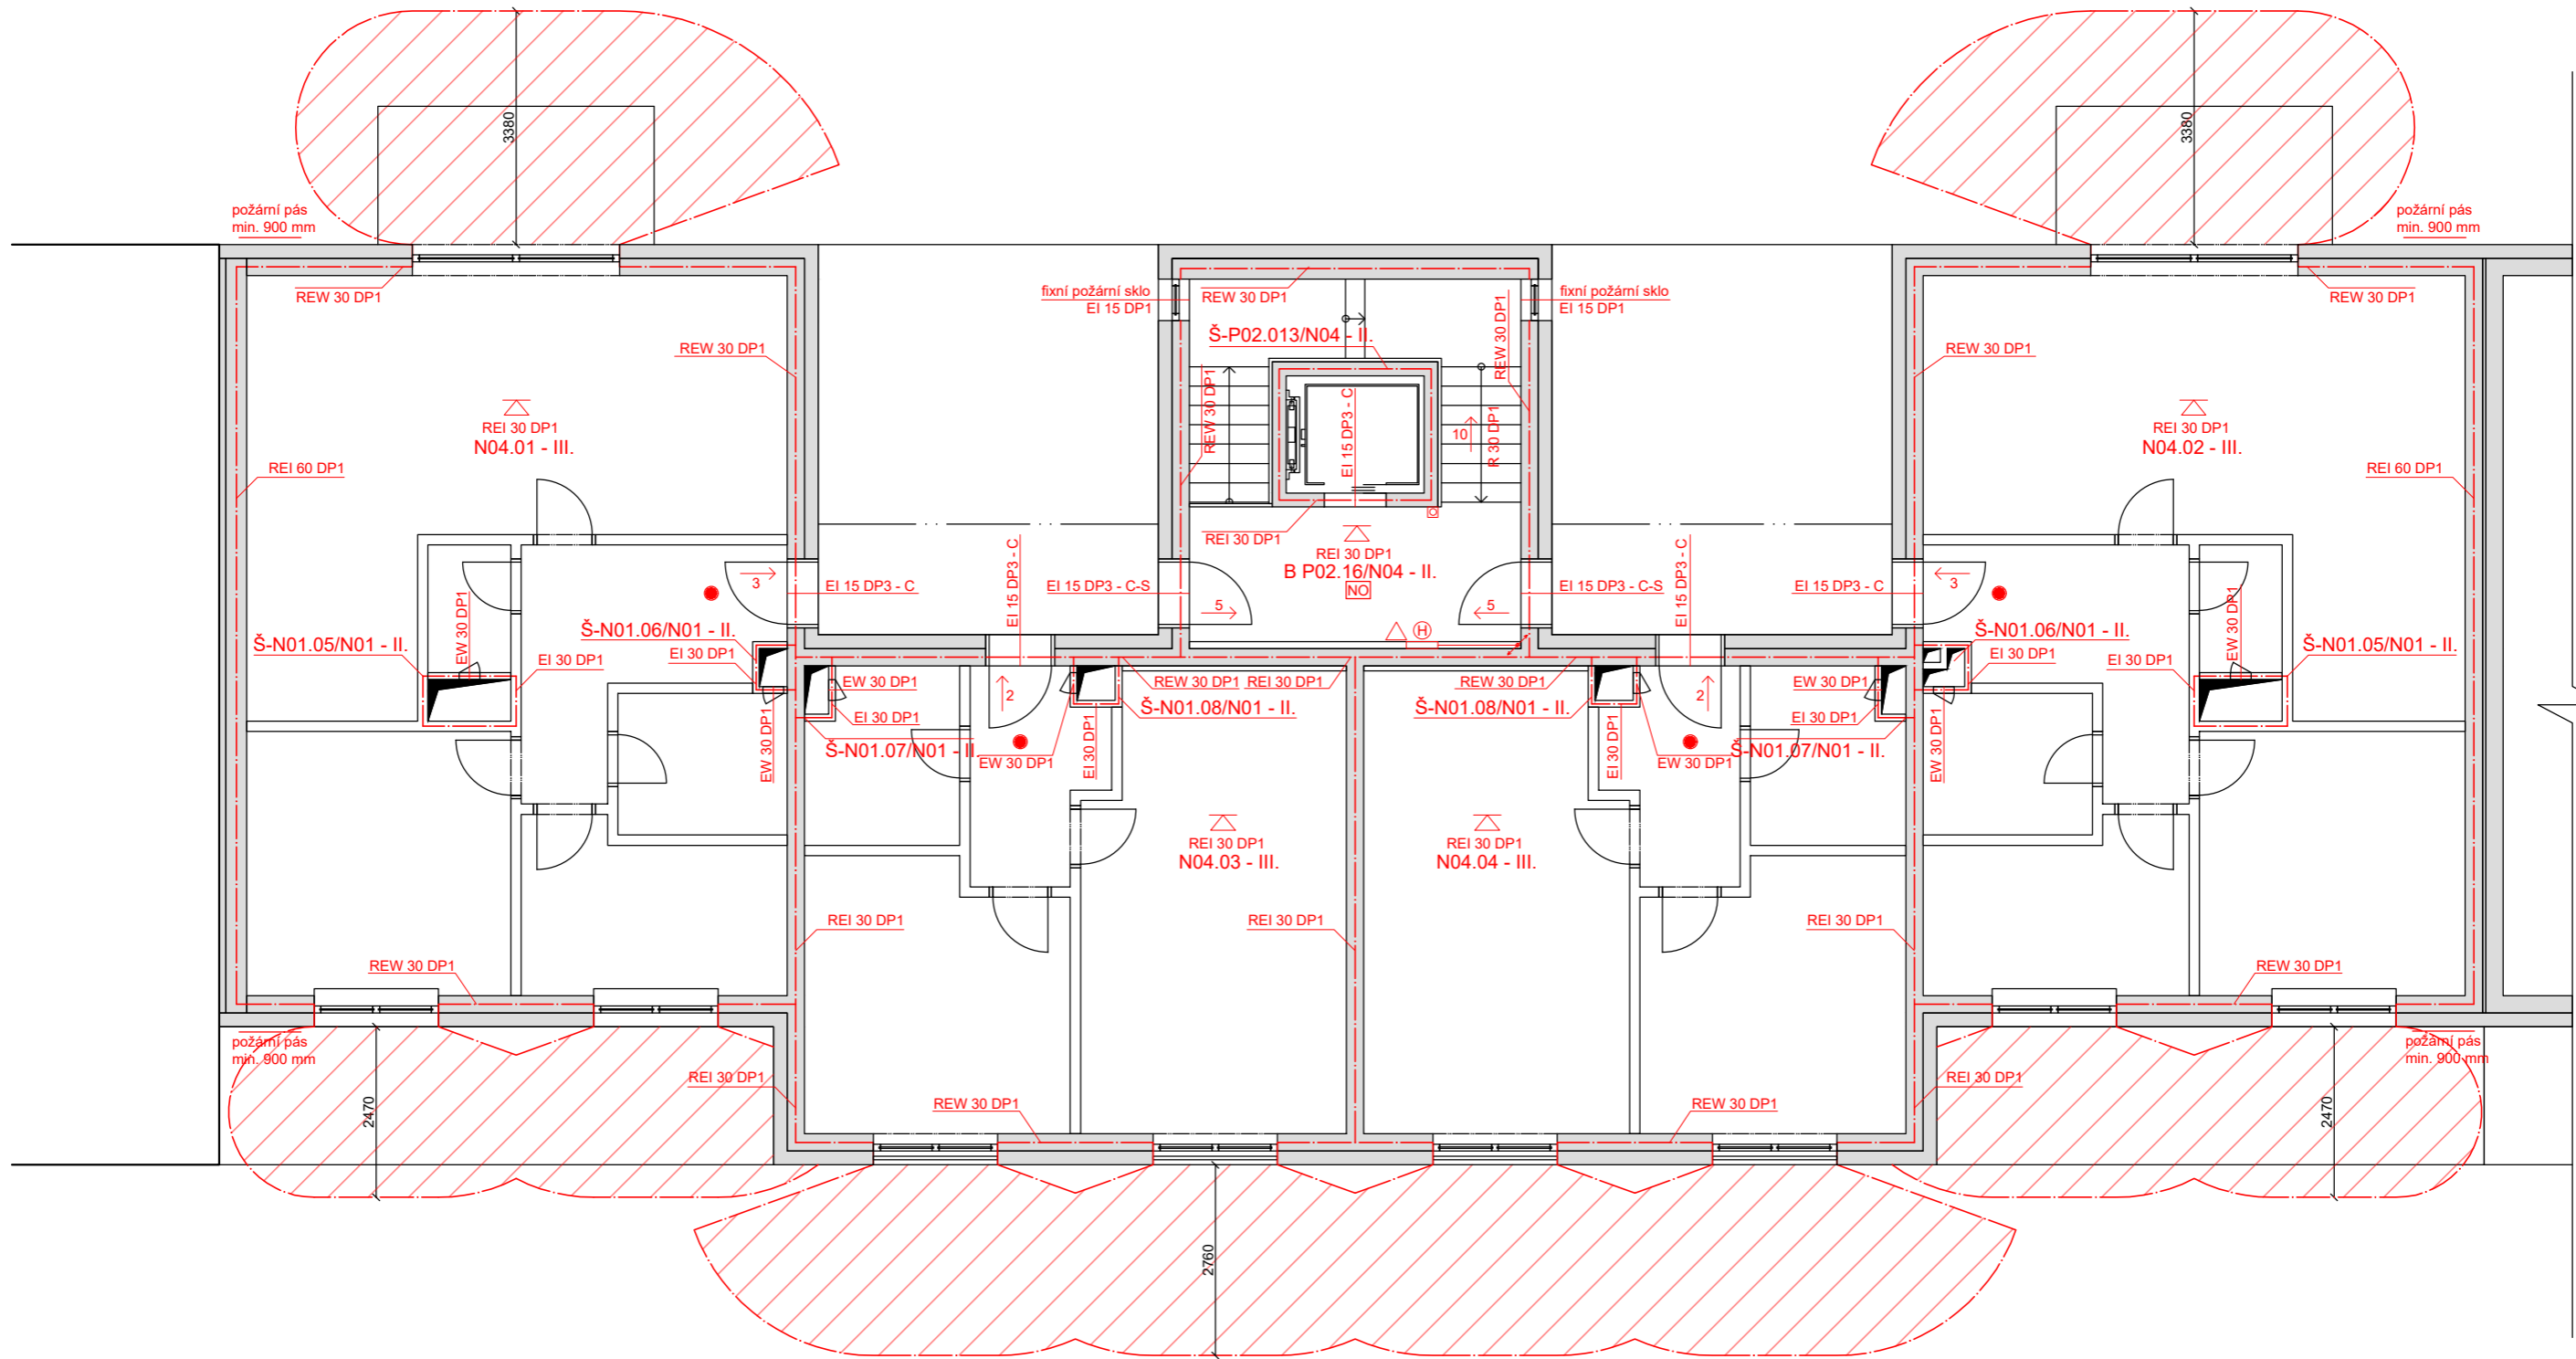 3380
3380
požární pás
min. 900 mm
požární pás
min. 900 mm
REW 30 DP1
fixní požární sklo
EI 15 DP1
REW 30 DP1
fixní požární sklo
EI 15 DP1
REW 30 DP1
REW 30 DP1
Š-P02.013/N04 - II.
REW 30 DP1
REW 30 DP1
REW 30 DP1
REW 30 DP1
EI 15 DP3 - C
10
R 30 DP1
REI 30 DP1
N04.01 - III.
REI 30 DP1
N04.02 - III.
REI 60 DP1
REI 60 DP1
REI 30 DP1
REI 30 DP1
B P02.16/N04 - II.
NO
3
EI 15 DP3 - C
EI 15 DP3 - C
EI 15 DP3 - C-S
5
5
EI 15 DP3 - C-S
EI 15 DP3 - C
EI 15 DP3 - C
3
H
EW 30 DP1
Š-N01.05/N01 - II.
EI 30 DP1
Š-N01.06/N01 - II.
EI 30 DP1
EW 30 DP1
Š-N01.06/N01 - II.
EI 30 DP1
EI 30 DP1
EW 30 DP1
Š-N01.05/N01 - II.
EW 30 DP1
EW 30 DP1
EI 30 DP1
Š-N01.07/N01 - II.
2
EW 30 DP1
EI 30 DP1
REW 30 DP1
REI 30 DP1
Š-N01.08/N01 - II.
REW 30 DP1
Š-N01.08/N01 - II.
EI 30 DP1
EW 30 DP1
2
EW 30 DP1
EI 30 DP1
Š-N01.07/N01 - II.
REI 30 DP1
N04.03 - III.
REI 30 DP1
N04.04 - III.
REI 30 DP1
REI 30 DP1
REI 30 DP1
REW 30 DP1
REW 30 DP1
požární pás
min. 900 mm
požární pás
min. 900 mm
REI 30 DP1
REI 30 DP1
2470
REW 30 DP1
REW 30 DP1
2470
2760